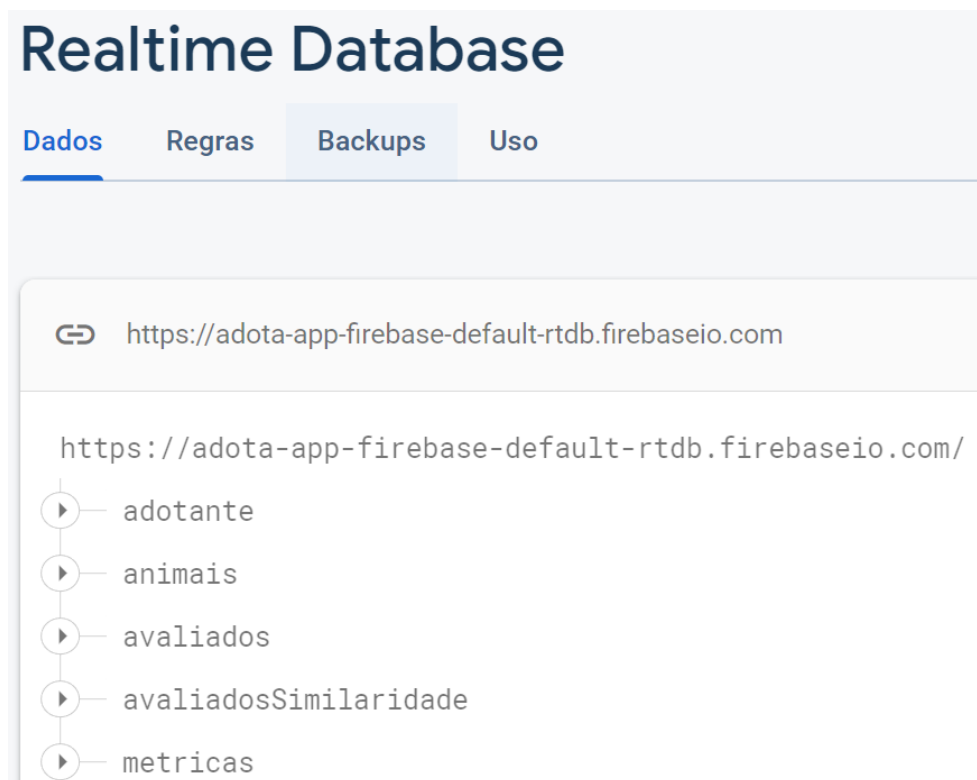 Realtime Database
Dados Regras Backups Uso
https://adota-app-firebase-default-rtdb.firebaseio.com
https://adota-app-firebase-default-rtdb.firebaseio.com/
adotante
animais
avaliados
avaliadosSimilaridade
metricas